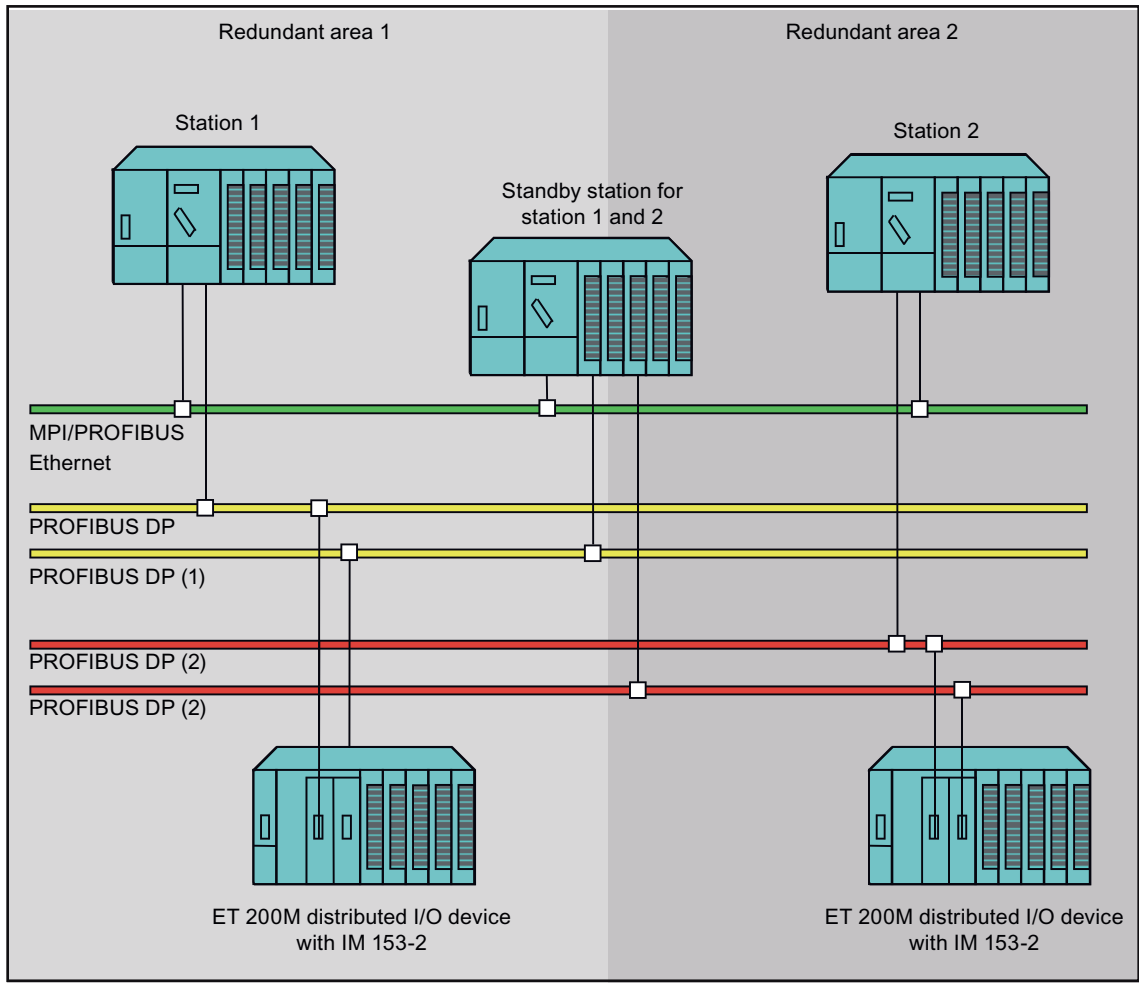 Redundant area 1
Redundant area 2
Station 1
Station 2
Standby station for
station 1 and 2
MPI/PROFIBUS
Ethernet
PROFIBUS DP
PROFIBUS DP (1)
PROFIBUS DP (2)
PROFIBUS DP (2)
ET 200M distributed I/O device
with IM 153-2
ET 200M distributed I/O device
with IM 153-2